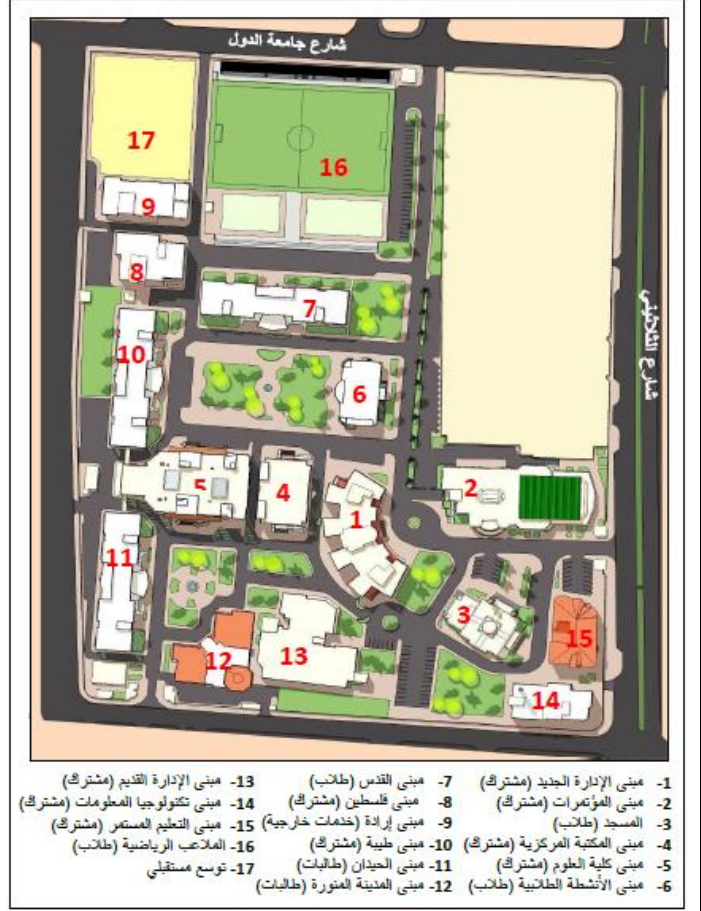 شارع جامعة الدول
شارع الثلاثيني
17
16
9
8
7
10
6
5
4
1
2
11
3
15
12
13
14
1- مبنى الإدارة الجديد (مشترك)
2- مبنى المؤتمرات (مشترك)
3- المسجد (طلاب)
4- مبنى المكتبة المركزية (مشترك)
5- مبنى كلية العلوم (مشترك)
6- مبنى الأنشطة الطلابية (طلاب)
7- مبنى القدس (طلاب)
8- مبنى فلسطين (مشترك)
9- مبنى إرادة (خدمات خارجية)
10- مبنى طيبة (مشترك)
11- مبنى الحيدان (طالبات)
12- مبنى المدينة المنورة (طالبات)
13- مبنى الإدارة القديم (مشترك)
14- مبنى تكنولوجيا المعلومات (مشترك)
15- مبنى التعليم المستمر (مشترك)
16- الملاعب الرياضية (طلاب)
17- توسع مستقبلي